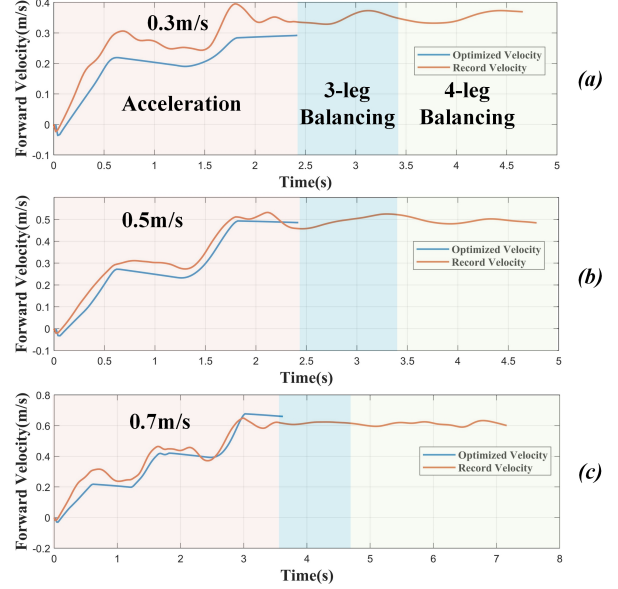 0.4
0.3
0.2
0.1
0
-0.1
Forward Velocity(m/s)
0.3m/s
Optimized Velocity
Record Velocity
Acceleration
3-leg Balancing
4-leg Balancing
(a)
0 0.5 1 1.5 2 2.5 3 3.5 4 4.5 5
Time(s)
0.5
0.4
0.3
0.2
0.1
0
-0.1
Forward Velocity(m/s)
0.5m/s
Optimized Velocity
Record Velocity
(b)
0 0.5 1 1.5 2 2.5 3 3.5 4 4.5 5
Time(s)
0.8
0.6
0.4
0.2
0
-0.2
Forward Velocity(m/s)
0.7m/s
Optimized Velocity
Record Velocity
(c)
0 1 2 3 4 5 6 7 8
Time(s)